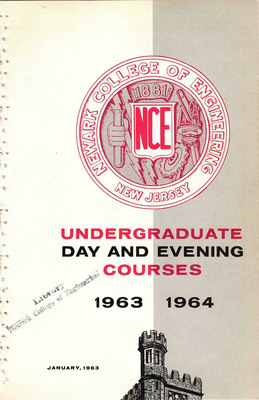 NEWARK COLLEGE OF ENGINEERING
1881
NCE
NEW JERSEY
UNDERGRADUATE
DAY AND EVENING
COURSES
Library
Newark College of Engineering
1963 1964
JANUARY, 1963